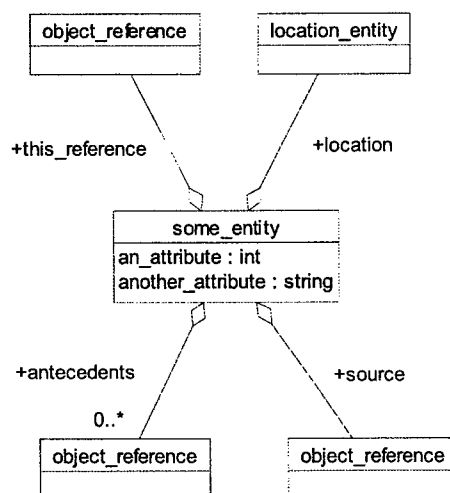 object_reference
location_entity
+this_reference
+location
some_entity
an_attribute : int
another_attribute : string
+antecedents
+source
0..*
object_reference
object_reference